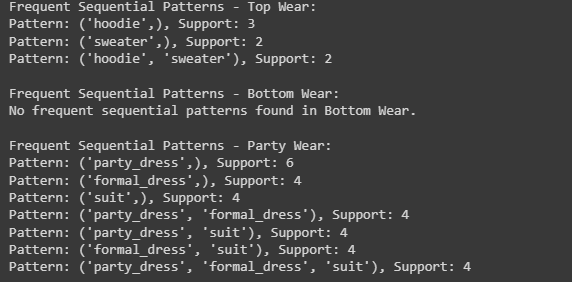 Frequent Sequential Patterns - Top Wear:
Pattern: ('hoodie',), Support: 3
Pattern: ('sweater',), Support: 2
Pattern: ('hoodie', 'sweater'), Support: 2
Frequent Sequential Patterns - Bottom Wear:
No frequent sequential patterns found in Bottom Wear.
Frequent Sequential Patterns - Party Wear:
Pattern: ('party_dress',), Support: 6
Pattern: ('formal_dress',), Support: 4
Pattern: ('suit',), Support: 4
Pattern: ('party_dress', 'formal_dress'), Support: 4
Pattern: ('party_dress', 'suit'), Support: 4
Pattern: ('formal_dress', 'suit'), Support: 4
Pattern: ('party_dress', 'formal_dress', 'suit'), Support: 4